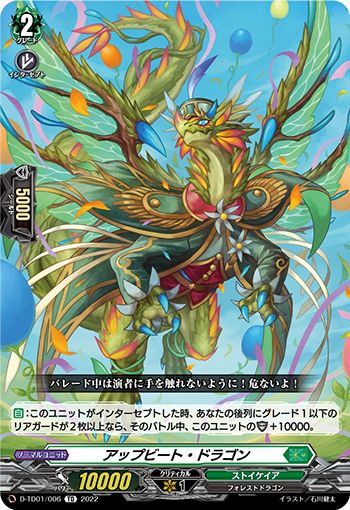 2
グレード
インターセプト
5000
シールド
パレード中は演者に手を触れないように！危ないよ！
自:このユニットがインターセプトした時、あなたの後列にグレード１以下の
リアガードが２枚以上なら、そのバトル中、このユニットの＋10000。
ノーマルユニット
アップビート・ドラゴン
ストイケイア
パワー 10000
クリティカル
1
フォレストドラゴン
D-TD01/006 TD 2022
イラスト／石川健太